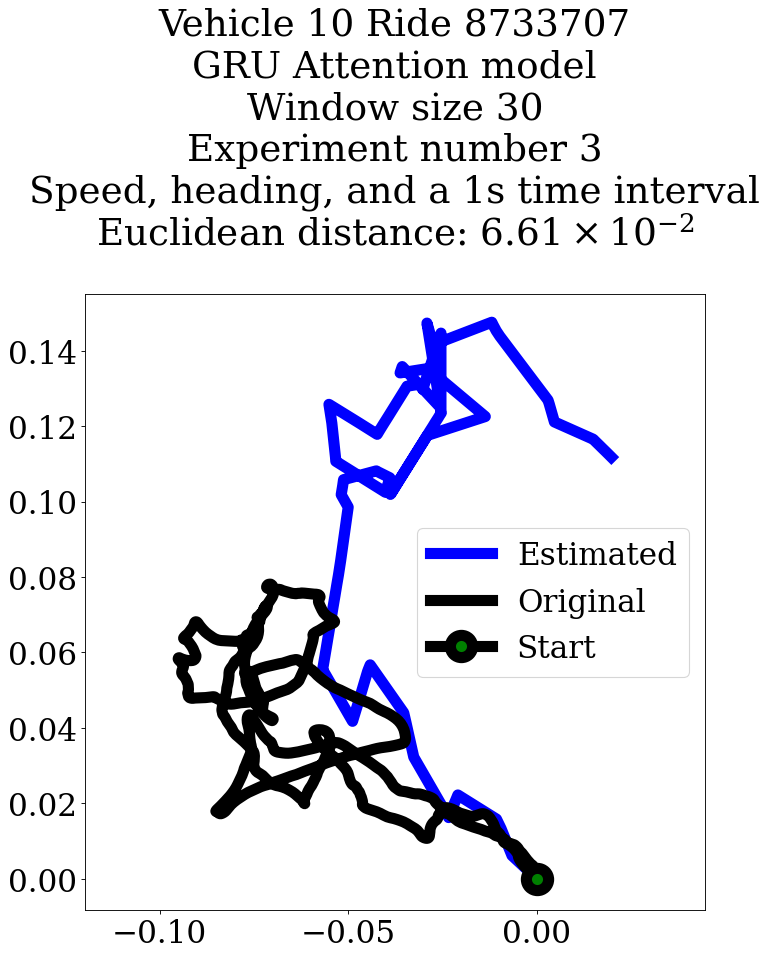 Vehicle 10 Ride 8733707
GRU Attention model
Window size 30
Experiment number 3
Speed, heading, and a 1s time interval
Euclidean distance: 6.61 × 10⁻²
0.14
0.12
0.10
0.08
0.06
0.04
0.02
0.00
Estimated
Original
Start
−0.10 −0.05 0.00